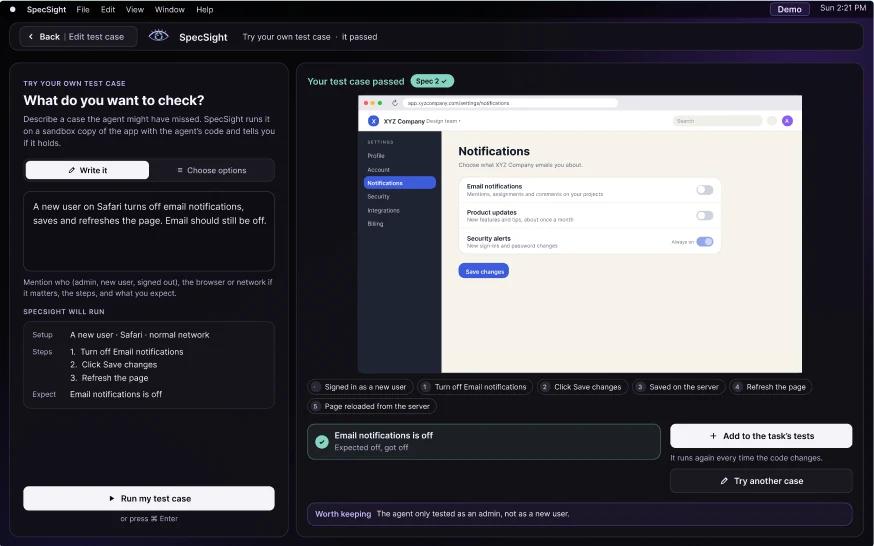 SpecSight File Edit View Window Help Demo Sun 2:21 PM
Back | Edit test case SpecSight Try your own test case · it passed
TRY YOUR OWN TEST CASE
What do you want to check?
Describe a case the agent might have missed. SpecSight runs it
on a sandbox copy of the app with the agent's code and tells you
if it holds.
Write it Choose options
A new user on Safari turns off email notifications,
saves and refreshes the page. Email should still be off.
Mention who (admin, new user, signed out), the browser or network if
it matters, the steps, and what you expect.
SPECSIGHT WILL RUN
Setup A new user · Safari · normal network
Steps 1. Turn off Email notifications
2. Click Save changes
3. Refresh the page
Expect Email notifications is off
Run my test case
or press ⌘ Enter
Your test case passed Spec 2 ✓
app.xyzcompany.com/settings/notifications
X XYZ Company Design team Search A
SETTINGS
Profile
Account
Notifications
Security
Integrations
Billing
Notifications
Choose what XYZ Company emails you about.
Email notifications
Mentions, assignments and comments on your projects
Product updates
New features and tips, about once a month
Security alerts
New sign-ins and password changes
Always on
Save changes
Signed in as a new user 1 Turn off Email notifications 2 Click Save changes 3 Saved on the server 4 Refresh the page
5 Page reloaded from the server
Email notifications is off
Expected off, got off
+ Add to the task's tests
It runs again every time the code changes.
Try another case
Worth keeping The agent only tested as an admin, not as a new user.